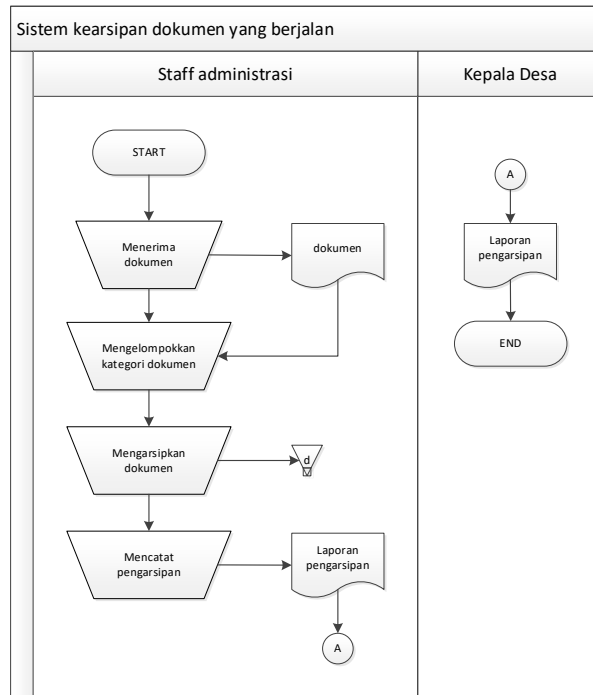 Sistem kearsipan dokumen yang berjalan
Staff administrasi
Kepala Desa
START
Menerima
dokumen
dokumen
Mengelompokkan
kategori dokumen
Mengarsipkan
dokumen
d
Mencatat
pengarsipan
Laporan
pengarsipan
A
A
Laporan
pengarsipan
END